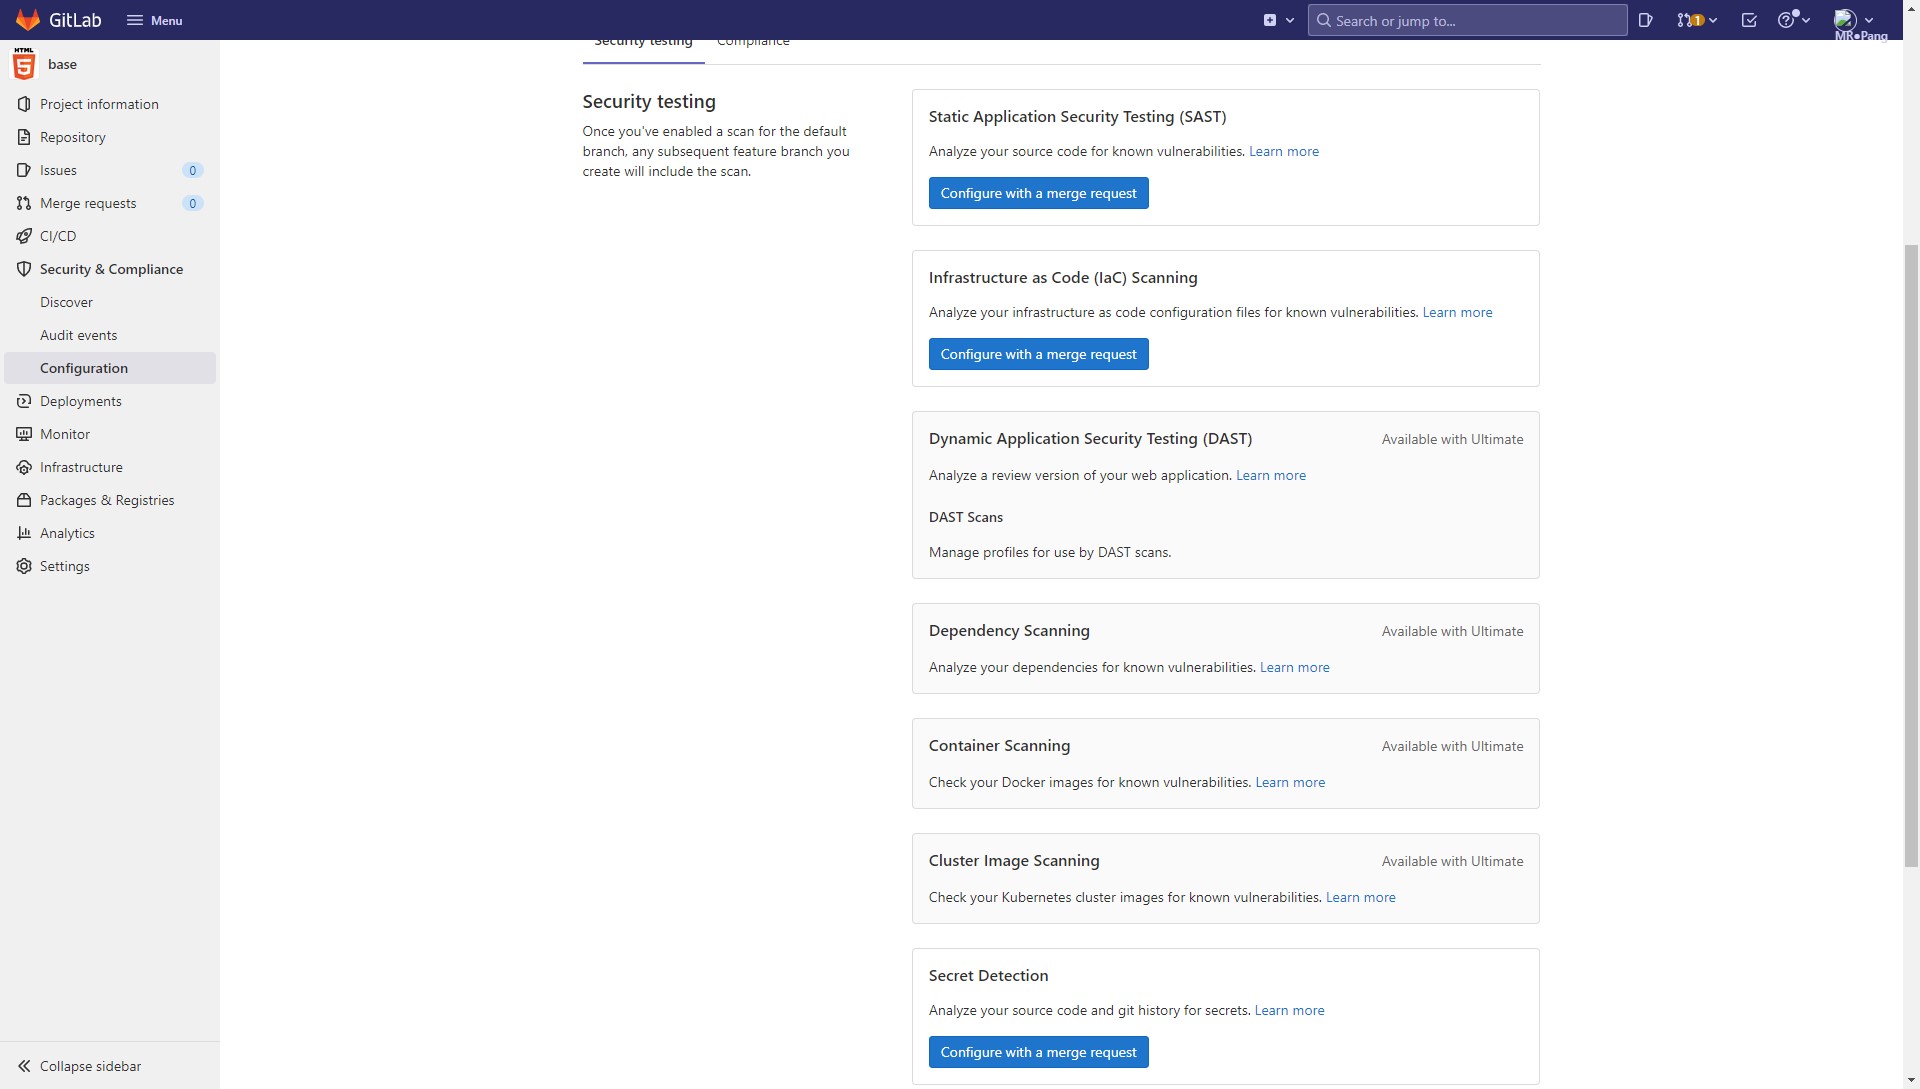 GitLab
Menu
Search or jump to...
1
MR●Pang
HTML
5
base
Project information
Repository
Issues
0
Merge requests
0
CI/CD
Security & Compliance
Discover
Audit events
Configuration
Deployments
Monitor
Infrastructure
Packages & Registries
Analytics
Settings
Collapse sidebar
Security testing
Compliance
Security testing
Once you've enabled a scan for the default
branch, any subsequent feature branch you
create will include the scan.
Static Application Security Testing (SAST)
Analyze your source code for known vulnerabilities. Learn more
Configure with a merge request
Infrastructure as Code (IaC) Scanning
Analyze your infrastructure as code configuration files for known vulnerabilities. Learn more
Configure with a merge request
Dynamic Application Security Testing (DAST)
Available with Ultimate
Analyze a review version of your web application. Learn more
DAST Scans
Manage profiles for use by DAST scans.
Dependency Scanning
Available with Ultimate
Analyze your dependencies for known vulnerabilities. Learn more
Container Scanning
Available with Ultimate
Check your Docker images for known vulnerabilities. Learn more
Cluster Image Scanning
Available with Ultimate
Check your Kubernetes cluster images for known vulnerabilities. Learn more
Secret Detection
Analyze your source code and git history for secrets. Learn more
Configure with a merge request